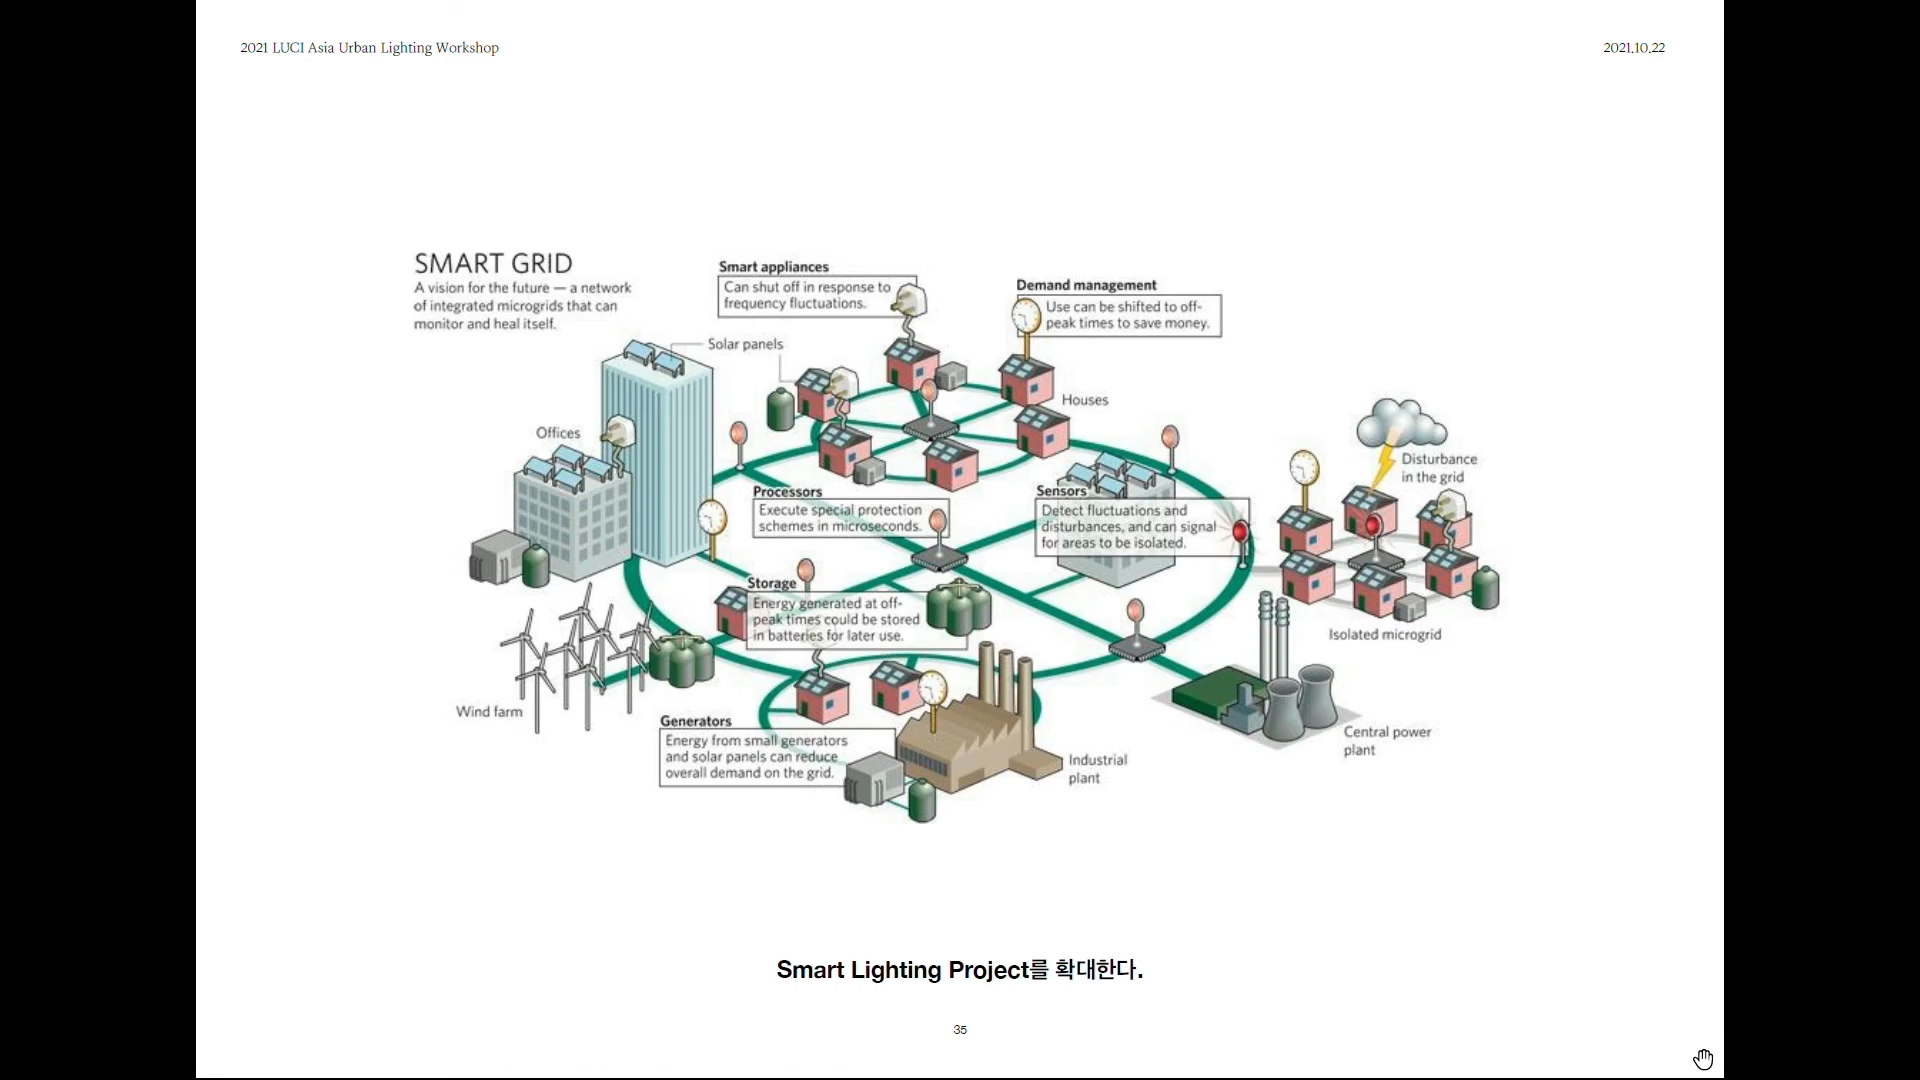 2021 LUCI Asia Urban Lighting Workshop
2021.10.22
SMART GRID
A vision for the future — a network
of integrated microgrids that can
monitor and heal itself.
Smart appliances
Can shut off in response to
frequency fluctuations.
Demand management
Use can be shifted to off-
peak times to save money.
Solar panels
Houses
Offices
Disturbance
in the grid
Processors
Execute special protection
schemes in microseconds.
Sensors
Detect fluctuations and
disturbances, and can signal
for areas to be isolated.
Storage
Energy generated at off-
peak times could be stored
in batteries for later use.
Isolated microgrid
Wind farm
Generators
Energy from small generators
and solar panels can reduce
overall demand on the grid.
Central power
plant
Industrial
plant
Smart Lighting Project를 확대한다.
35